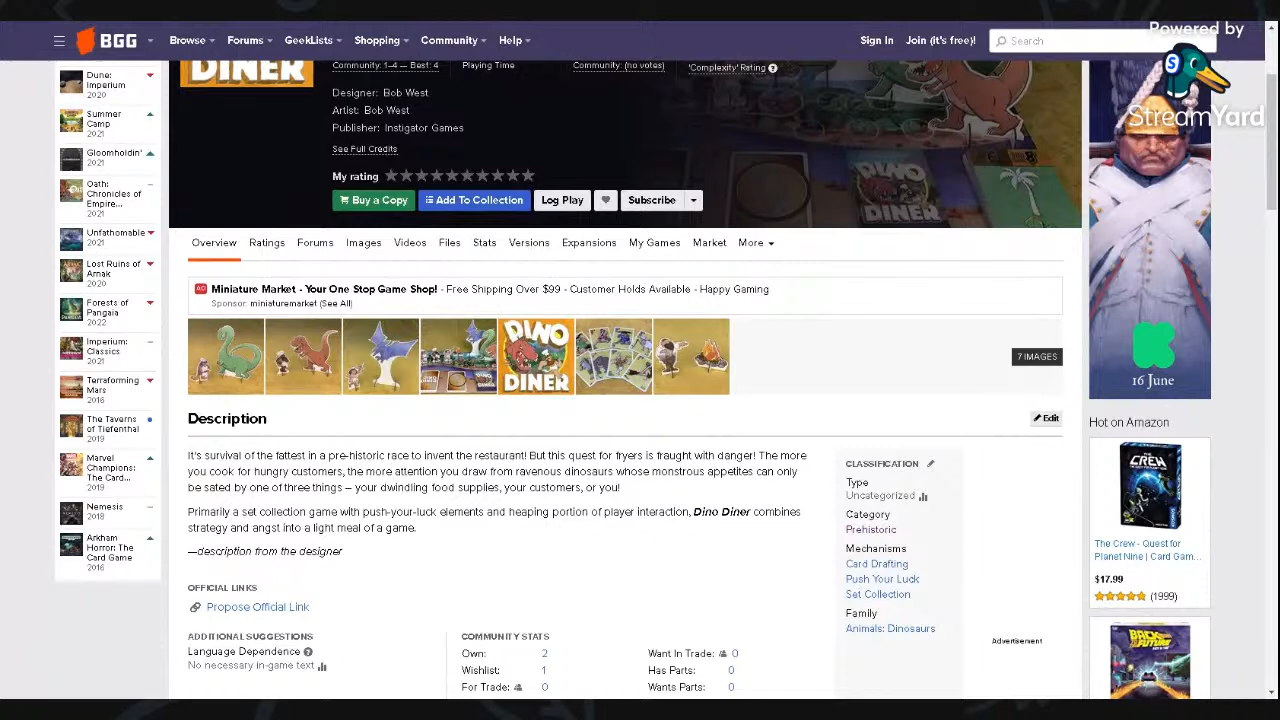 Powered by
StreamYard
BGG
Browse
Forums
GeekLists
Shopping
Community
Help
Sign In
Join (it's free!)
Search
Dune:
Imperium
2020
Summer
Camp
2021
Gloomholdin'
2021
Oath:
Chronicles of
Empire...
2021
Unfathomable
2021
Lost Ruins of
Arnak
2020
Forests of
Pangaia
2022
Imperium:
Classics
2021
Terraforming
Mars
2016
The Taverns
of Tiefenthal
2019
Marvel
Champions:
The Card...
2019
Nemesis
2018
Arkham
Horror: The
Card Game
2016
DINER
Community: 1–4 — Best: 4
Playing Time
Community: (no votes)
'Complexity' Rating
Designer: Bob West
Artist: Bob West
Publisher: Instigator Games
See Full Credits
My rating
Buy a Copy
Add To Collection
Log Play
Subscribe
DINO
DINER
Overview
Ratings
Forums
Images
Videos
Files
Stats
Versions
Expansions
My Games
Market
More
AD Miniature Market - Your One Stop Game Shop! - Free Shipping Over $99 - Customer Holds Available - Happy Gaming
Sponsor: miniaturemarket (See All)
DINO
DINER
7 IMAGES
Description
Edit
It's survival of the fattest in a pre-historic race to run a restaurant! But this quest for fryers is fraught with danger! The more
you cook for hungry customers, the more attention you draw from ravenous dinosaurs whose monstrous appetites can only
be sated by one of three things — your dwindling food supplies, your customers, or you!
Primarily a set collection game with push-your-luck elements and heaping portion of player interaction, Dino Diner combines
strategy and angst into a light meal of a game.
—description from the designer
OFFICIAL LINKS
Propose Official Link
ADDITIONAL SUGGESTIONS
Language Dependence
No necessary in-game text
COMMUNITY STATS
Own: 2
Wishlist: 1
For Trade: 0
Want In Trade: 0
Has Parts: 0
Wants Parts: 0
CLASSIFICATION
Type
Uncategorized
Category
Prehistoric
Mechanisms
Card Drafting
Push Your Luck
Set Collection
Family
Animals: Dinosaurs
Advertisement
16 June
Hot on Amazon
THE CREW
The Crew - Quest for
Planet Nine | Card Gam...
$17.99
(1999)
BACK TO
FUTURE